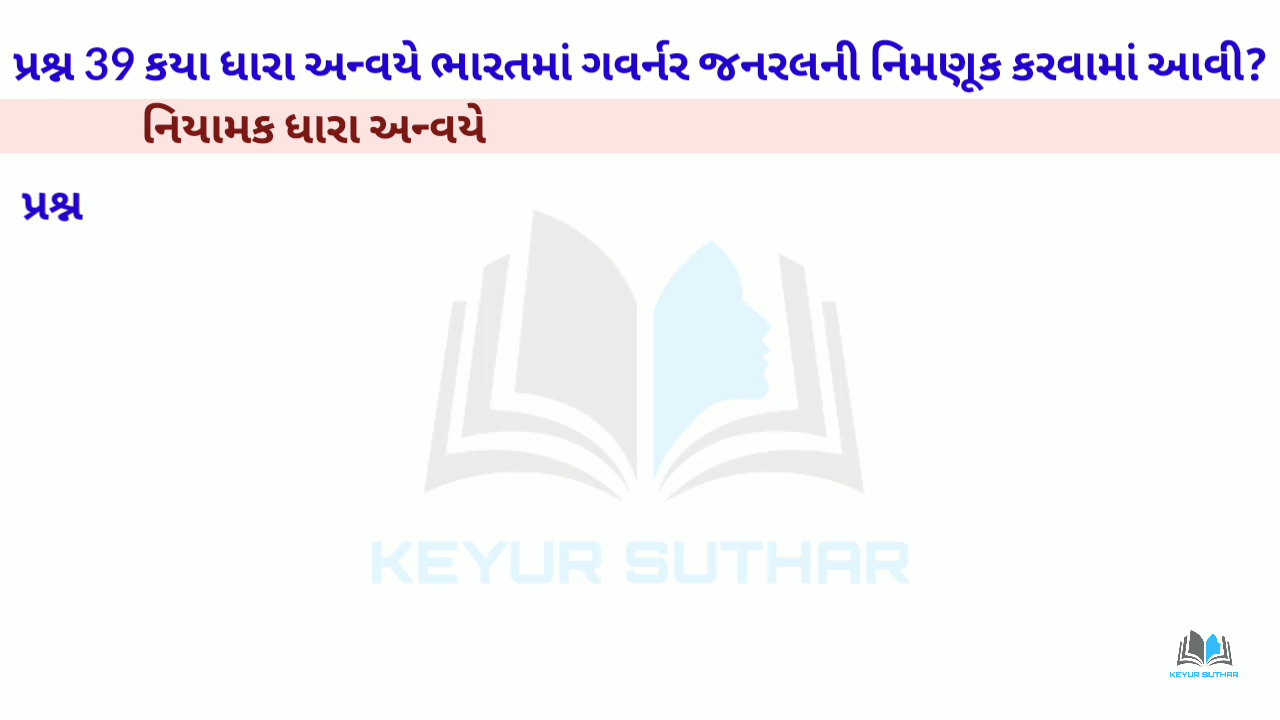 પ્રશ્ન 39 કયા ધારા અન્વયે ભારતમાં ગવર્નર જનરલની નિમણૂક કરવામાં આવી?
નિયામક ધારા અન્વયે
પ્રશ્ન
KEYUR SUTHAR
KEYUR SUTHAR